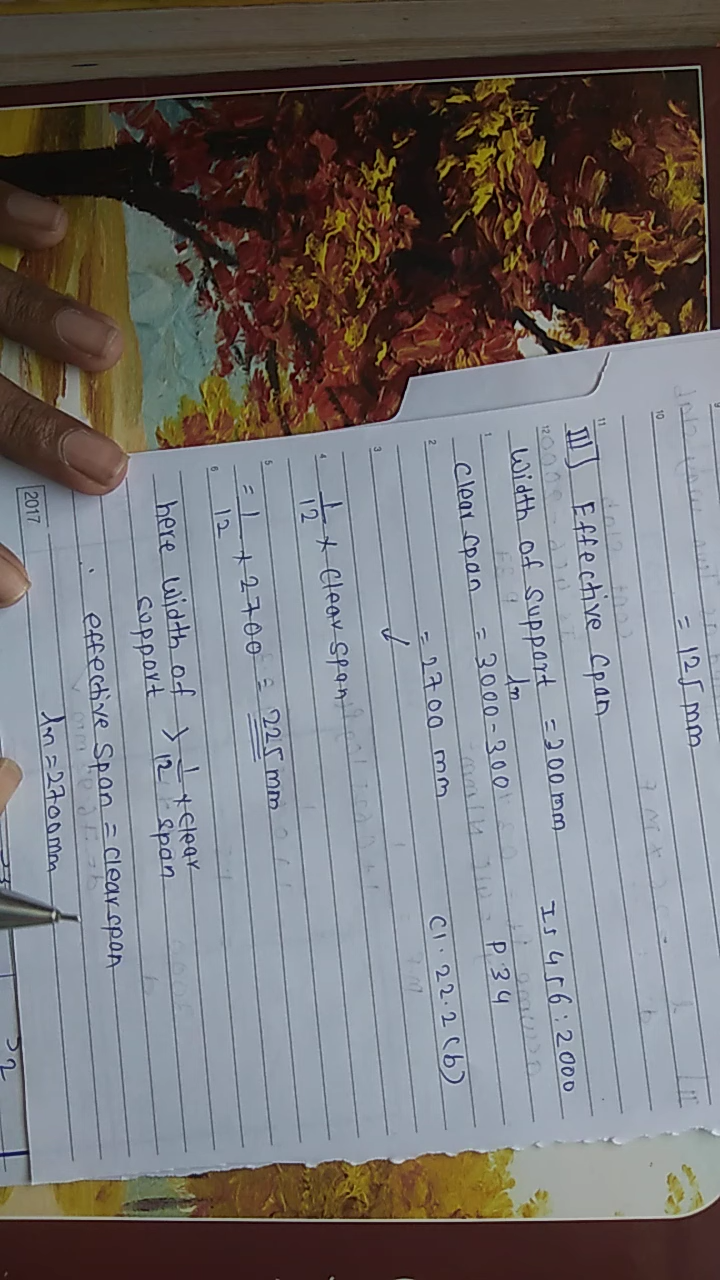 = 125 mm
III] Effective Span
Width of Support = 300 mm IS 456:2000
ln
Clear Span = 3000 - 300 P.34
= 2700 mm Cl. 22.2 (b)
1/12 × Clear span
= 1/12 × 2700 = 225 mm
here width of support > 1/12 × clear span
∴ effective span = clear span
ln = 2700mm
2017
22